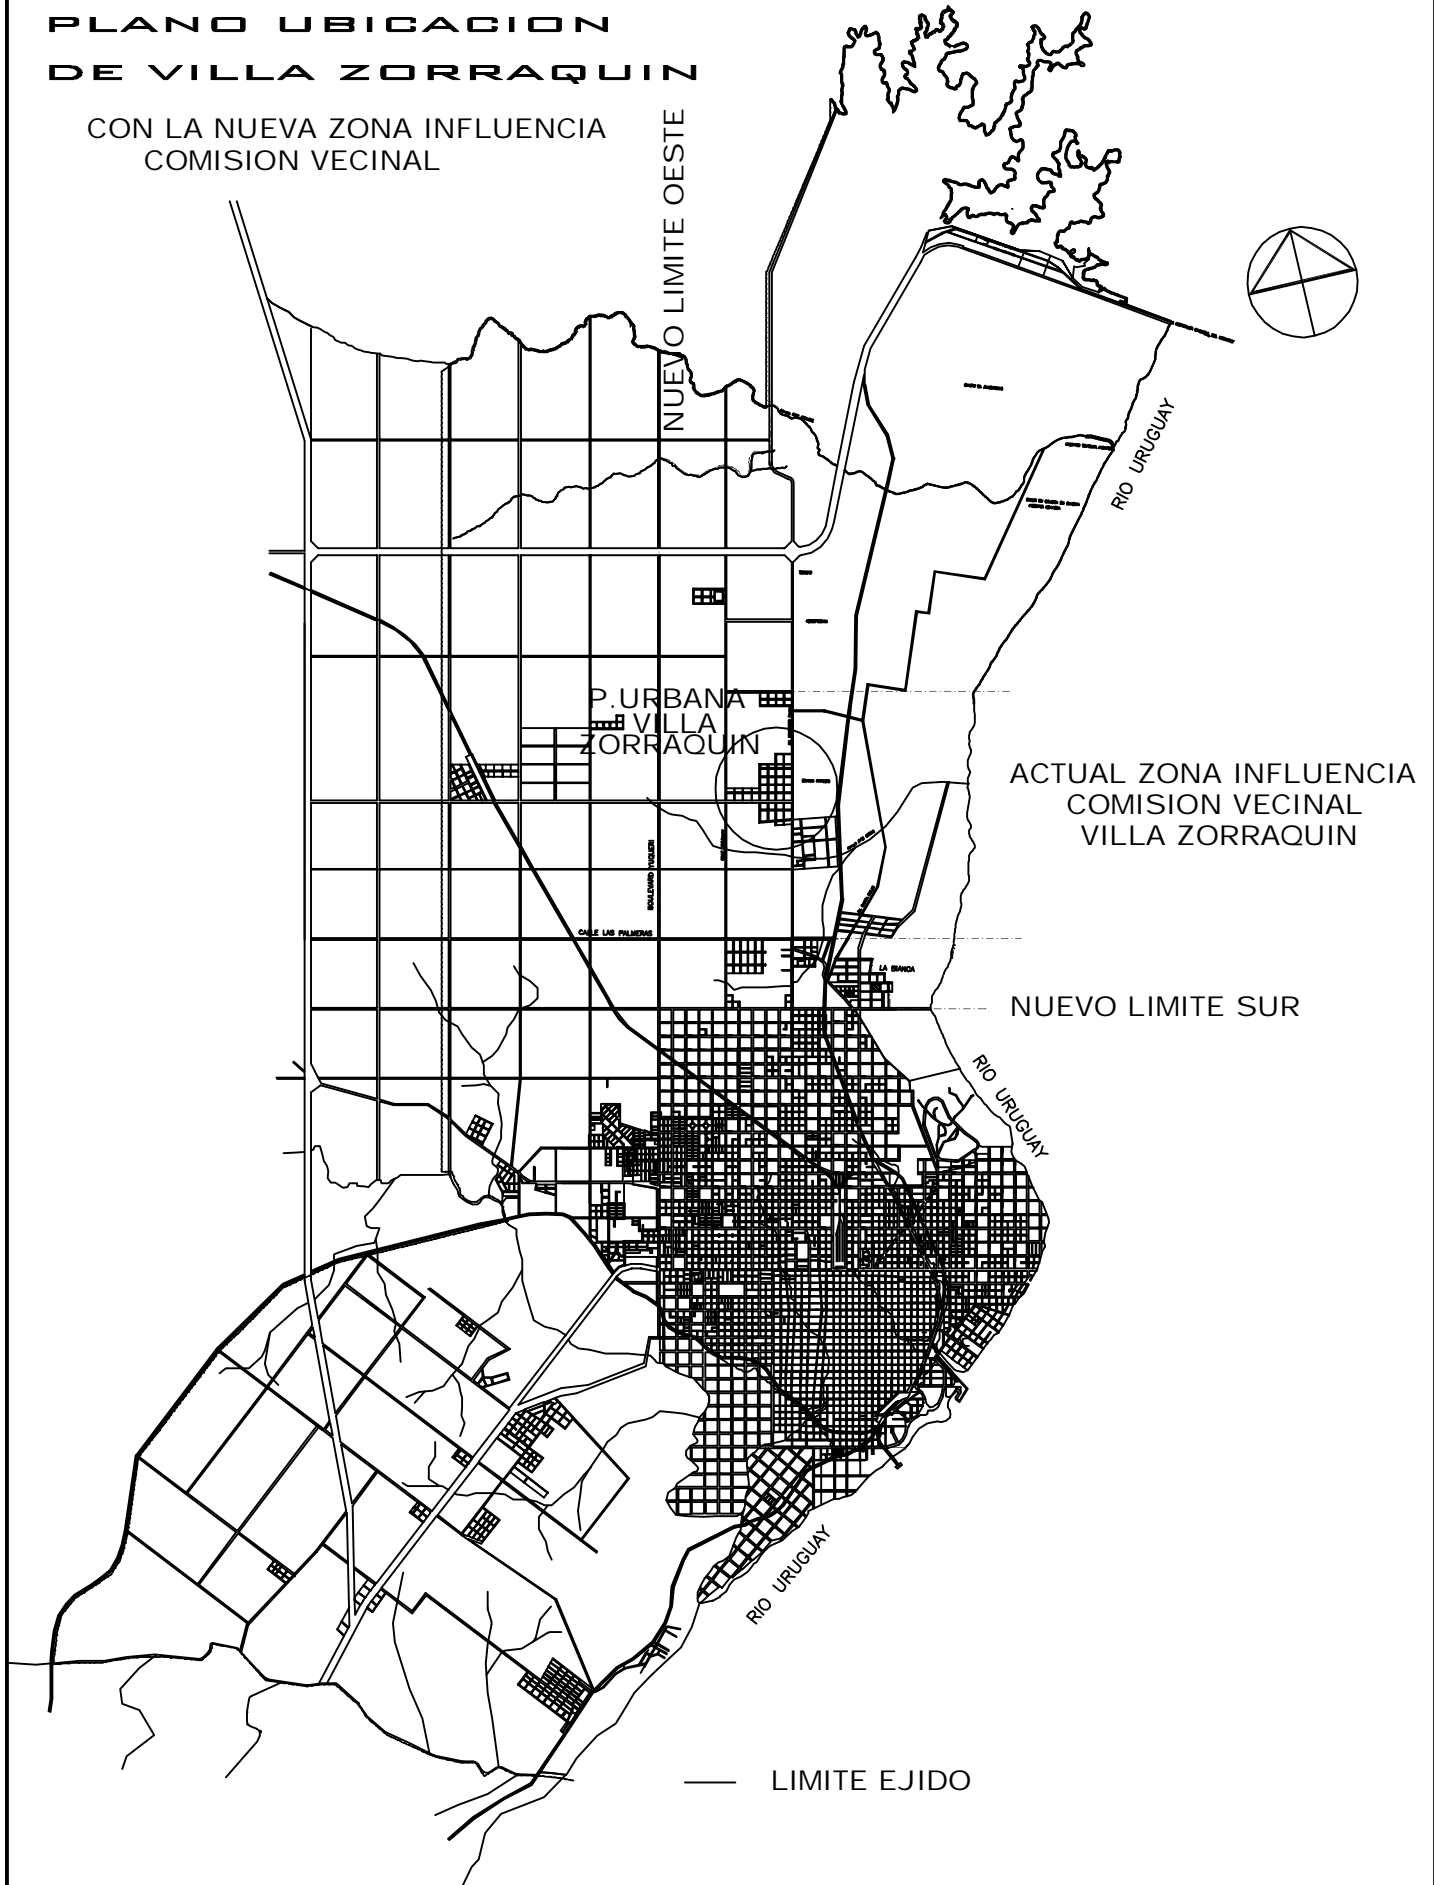 PLANO UBICACION
DE VILLA ZORRAQUIN
CON LA NUEVA ZONA INFLUENCIA
COMISION VECINAL
NUEVO LIMITE OESTE
RIO URUGUAY
P.URBANA
VILLA
ZORRAQUIN
ACTUAL ZONA INFLUENCIA
COMISION VECINAL
VILLA ZORRAQUIN
BOULEVARD YUQUERI
CALLE LAS PALMERAS
LA BIANCA
NUEVO LIMITE SUR
RIO URUGUAY
RIO URUGUAY
LIMITE EJIDO